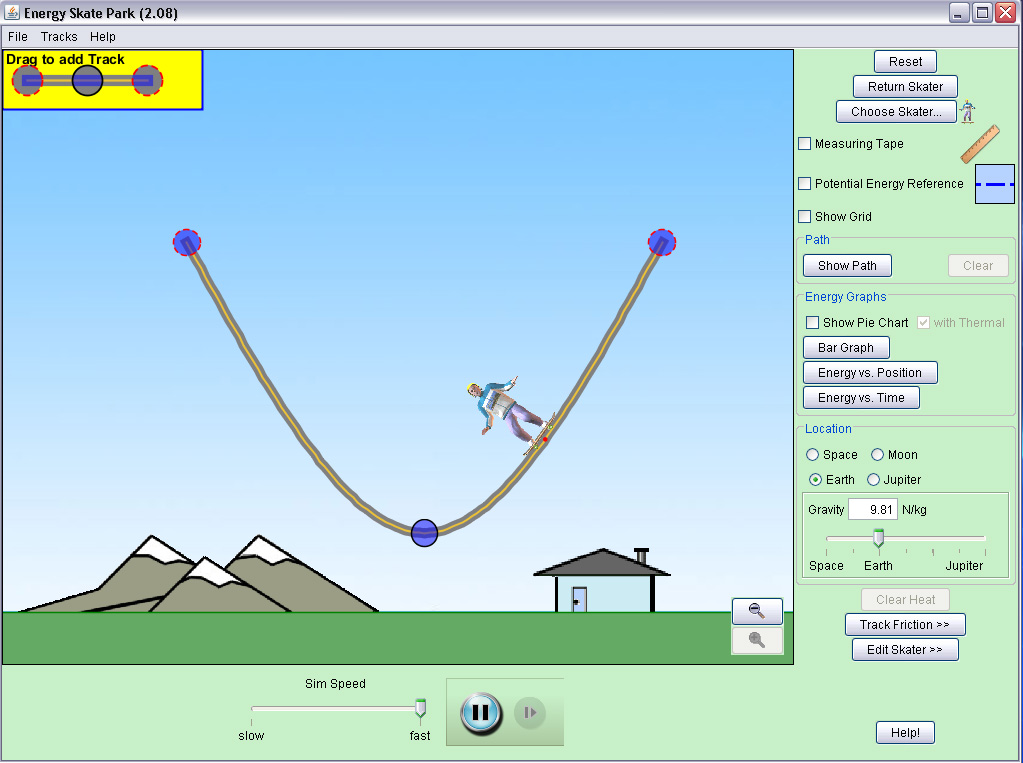 Energy Skate Park (2.08)
File Tracks Help
Drag to add Track
Reset
Return Skater
Choose Skater...
Measuring Tape
Potential Energy Reference
Show Grid
Path
Show Path Clear
Energy Graphs
Show Pie Chart with Thermal
Bar Graph
Energy vs. Position
Energy vs. Time
Location
Space Moon
Earth Jupiter
Gravity 9.81 N/kg
Space Earth Jupiter
Clear Heat
Track Friction >>
Edit Skater >>
Sim Speed
slow fast
Help!